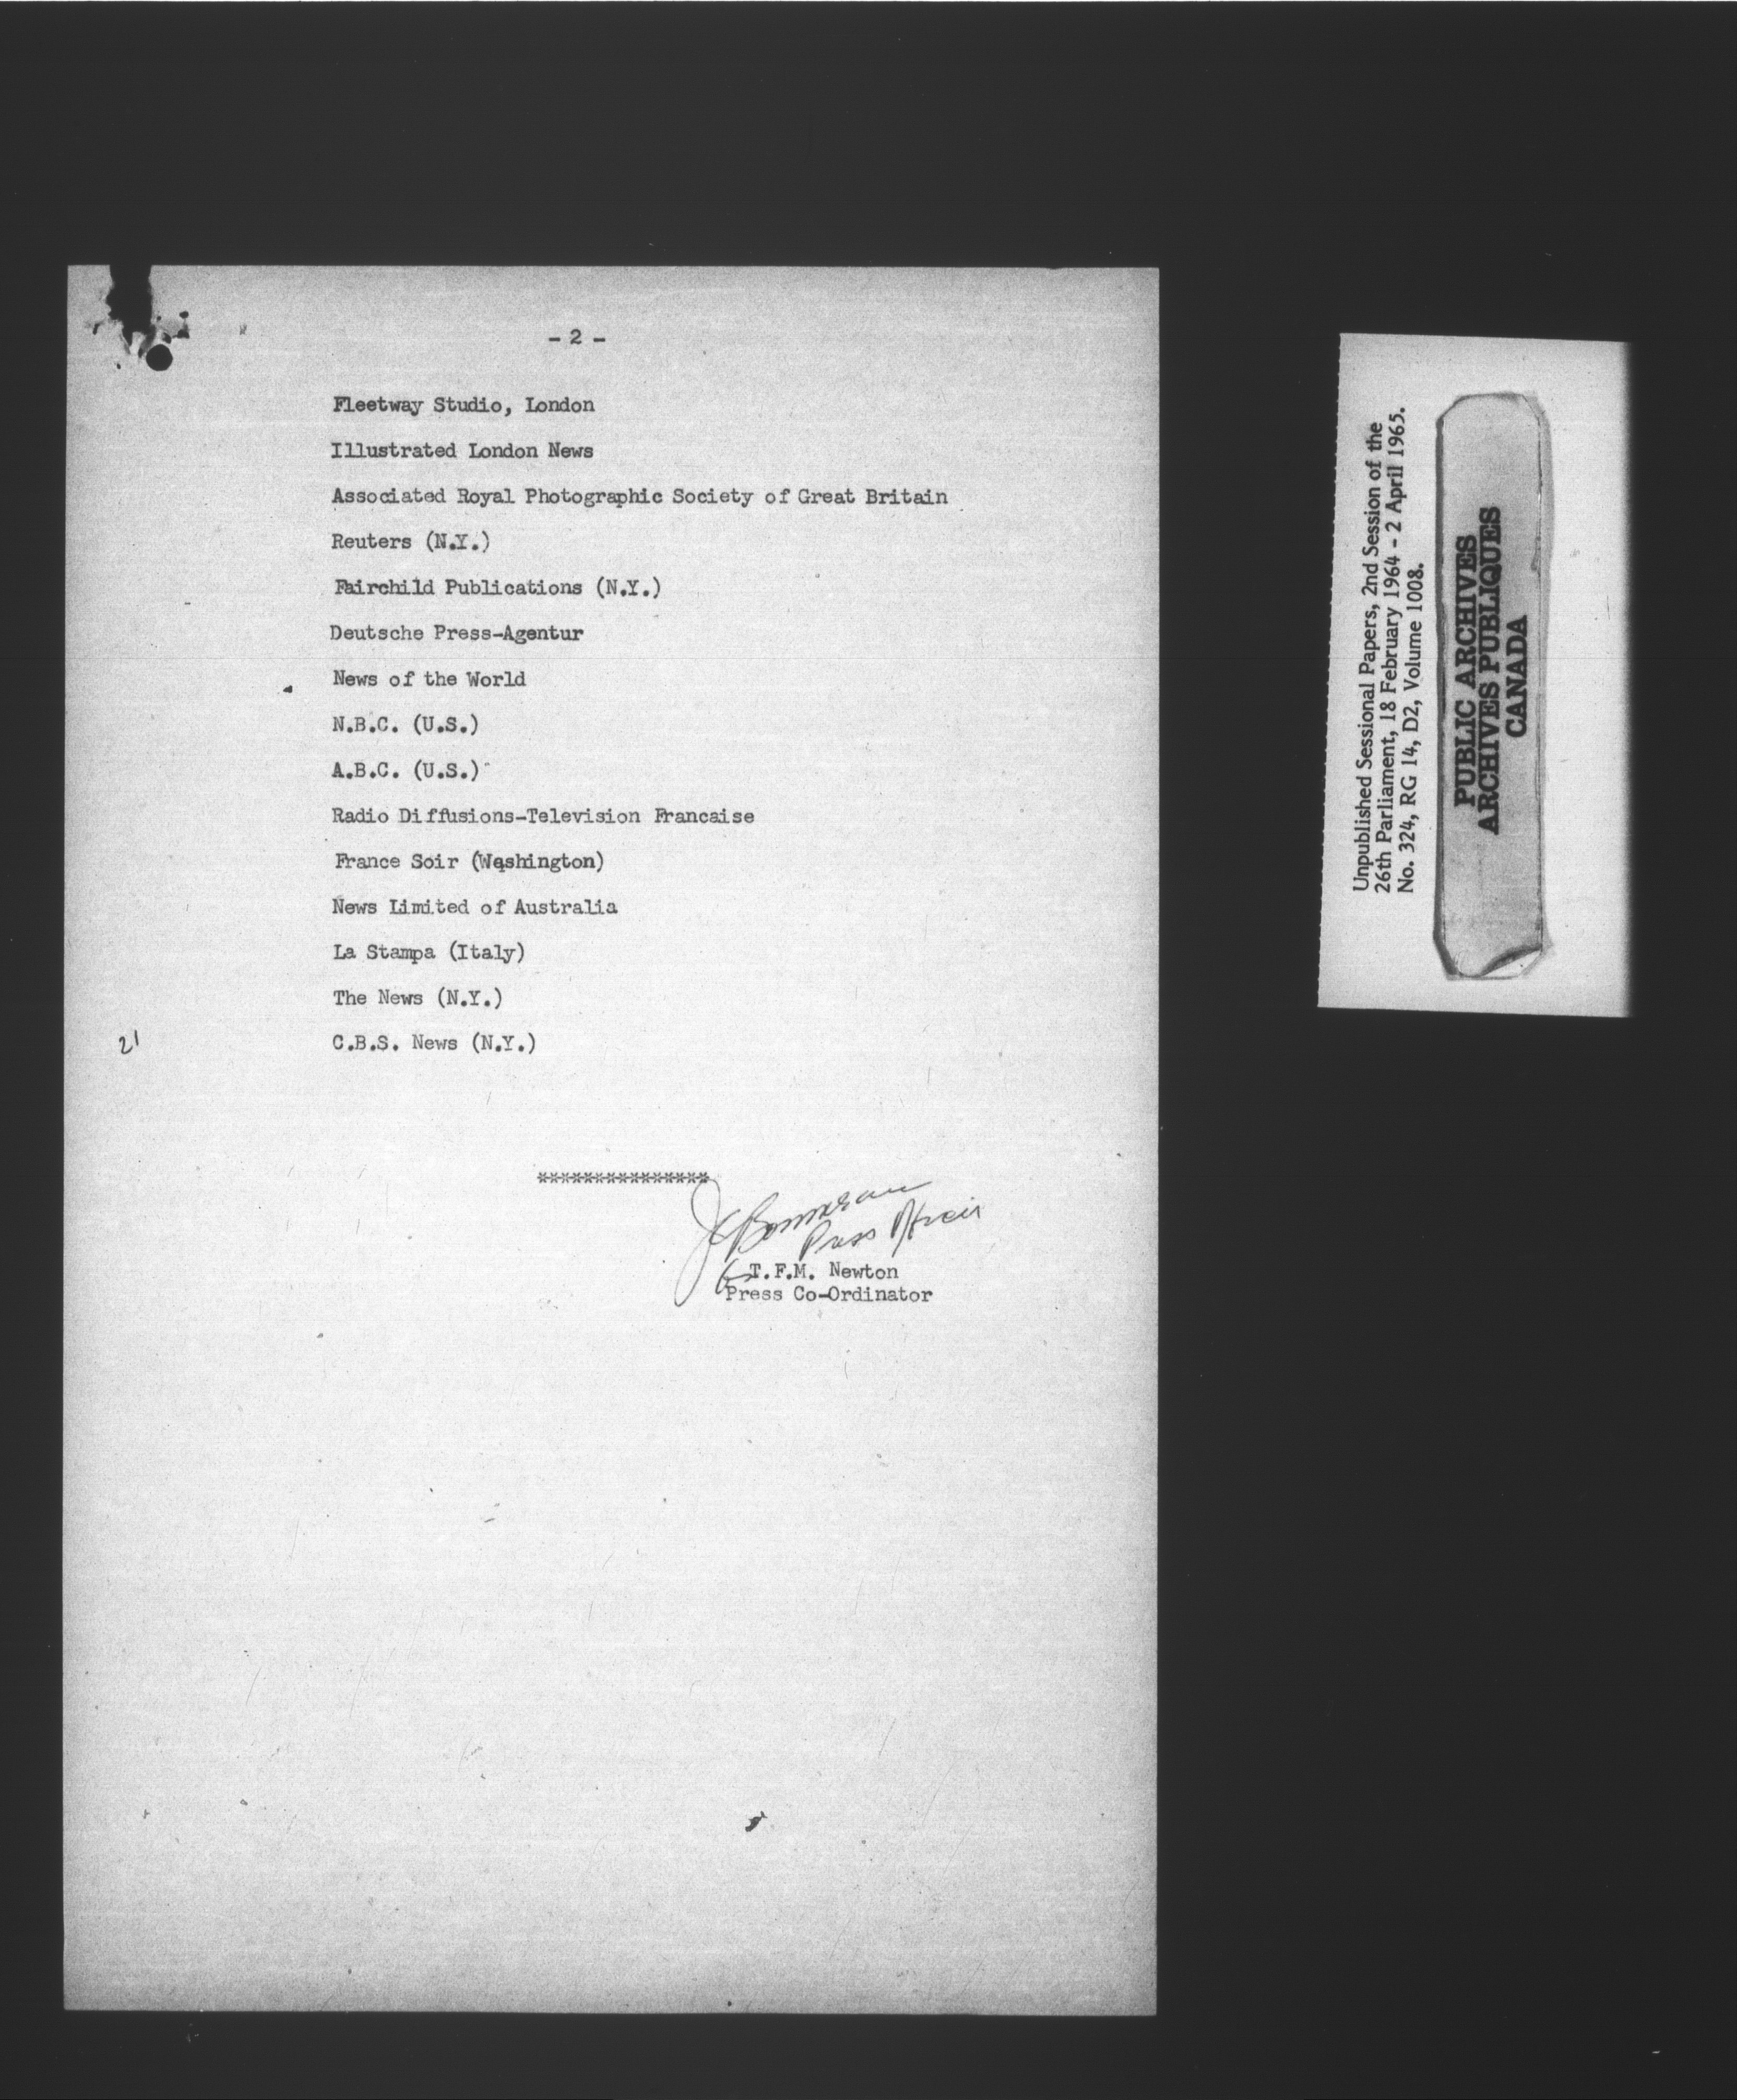 - 2 -
Fleetway Studio, London
Illustrated London News
Associated Royal Photographic Society of Great Britain
Reuters (N.Y.)
Fairchild Publications (N.Y.)
Deutsche Press-Agentur
News of the World
N.B.C. (U.S.)
A.B.C. (U.S.)
Radio Diffusions-Television Francaise
France Soir (Washington)
News Limited of Australia
La Stampa (Italy)
The News (N.Y.)
21
C.B.S. News (N.Y.)
***************
Press
T.F.M. Newton
Press Co-Ordinator
Unpublished Sessional Papers, 2nd Session of the
26th Parliament, 18 February 1964 - 2 April 1965.
No. 324, RG 14, D2, Volume 1008.
PUBLIC ARCHIVES
ARCHIVES PUBLIQUES
CANADA